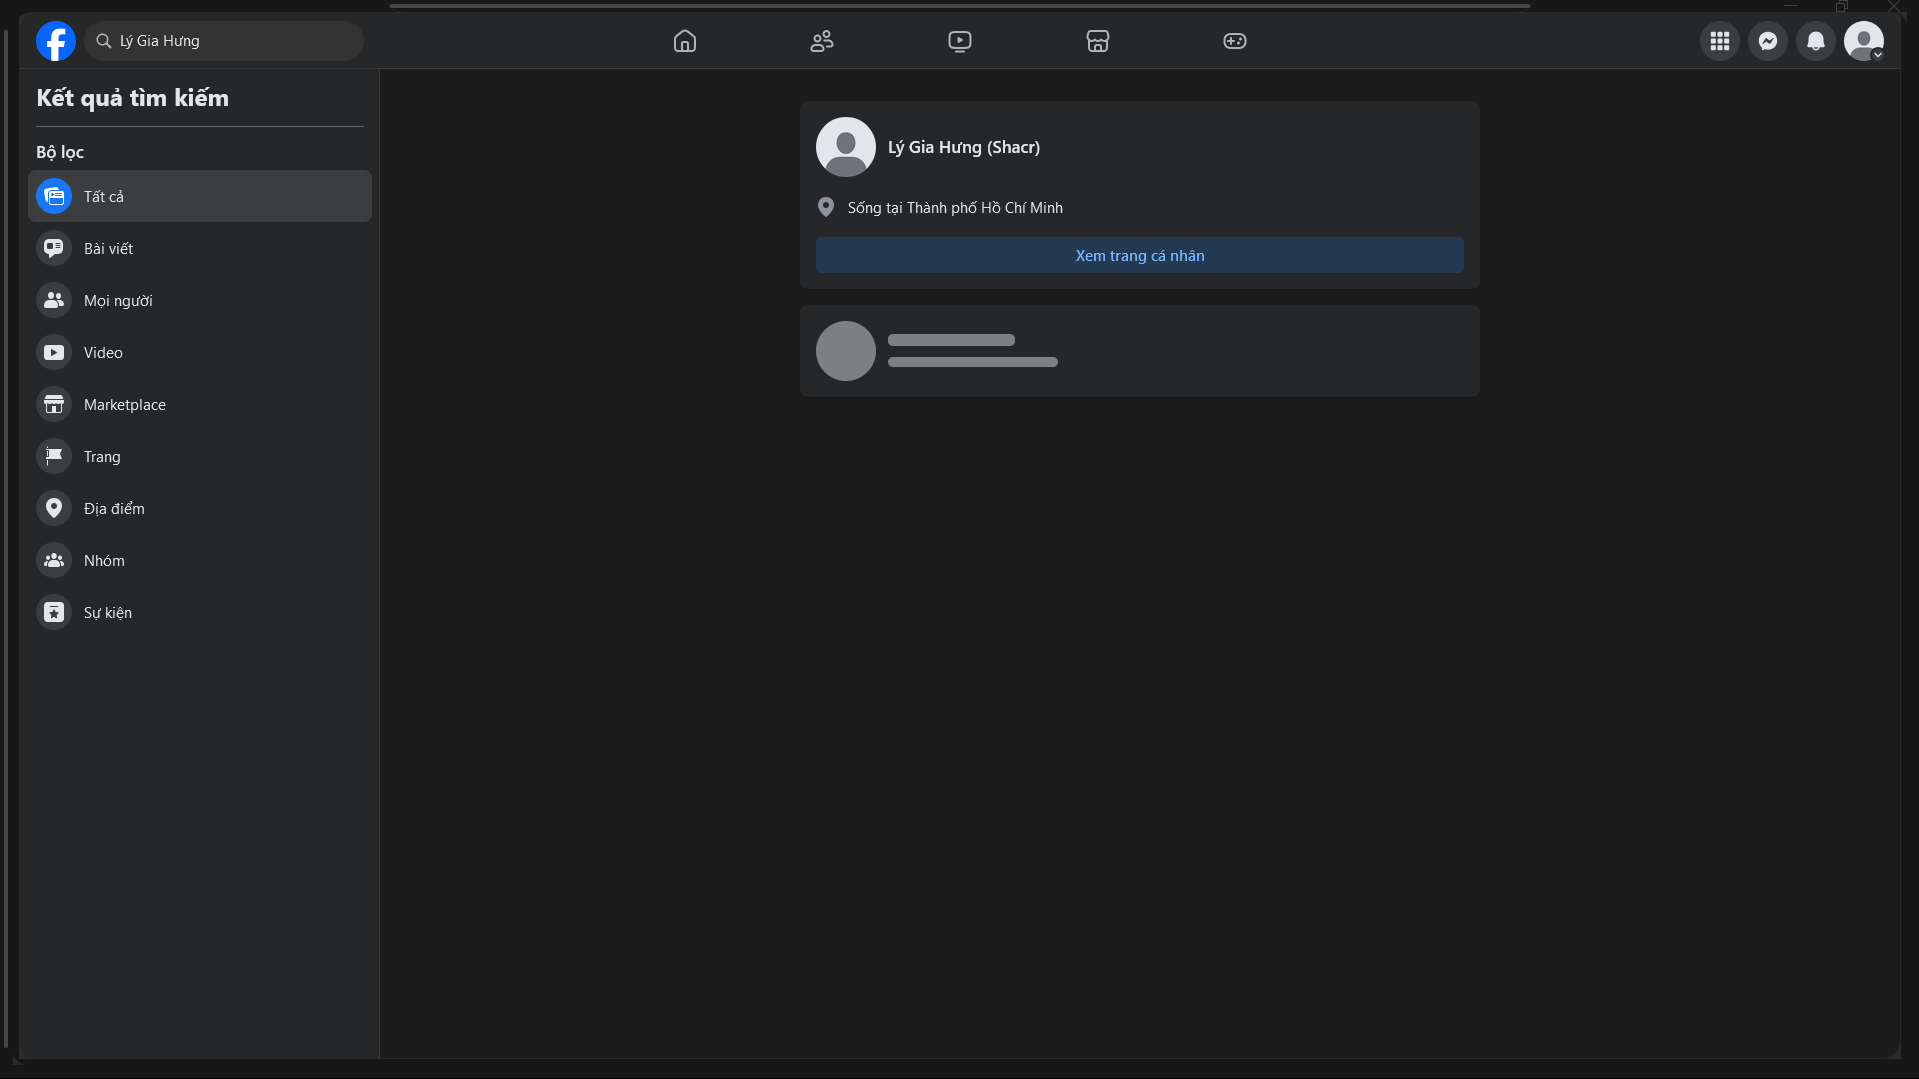 Lý Gia Hưng
Kết quả tìm kiếm
Bộ lọc
Tất cả
Bài viết
Mọi người
Video
Marketplace
Trang
Địa điểm
Nhóm
Sự kiện
Lý Gia Hưng (Shacr)
Sống tại Thành phố Hồ Chí Minh
Xem trang cá nhân